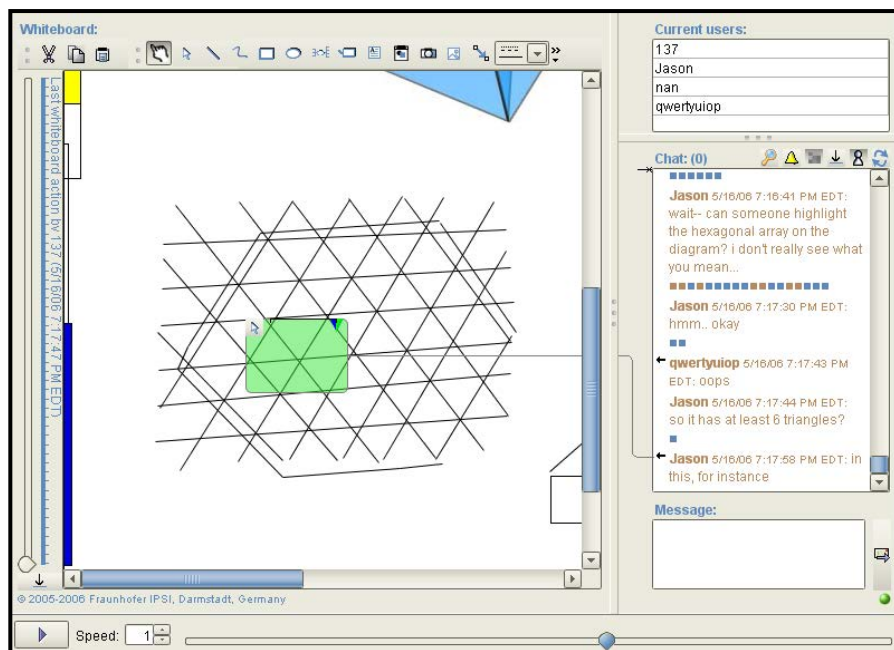 Whiteboard:
Last whiteboard action by 137 (5/16/06 7:17:47 PM EDT)
© 2005-2006 Fraunhofer IPSI, Darmstadt, Germany
Current users:
137
Jason
nan
qwertyuiop
Chat: (0)
Jason 5/16/06 7:16:41 PM EDT:
wait-- can someone highlight
the hexagonal array on the
diagram? i don't really see what
you mean...
Jason 5/16/06 7:17:30 PM EDT:
hmm.. okay
qwertyuiop 5/16/06 7:17:43 PM
EDT: oops
Jason 5/16/06 7:17:44 PM EDT:
so it has at least 6 triangles?
Jason 5/16/06 7:17:58 PM EDT: in
this, for instance
Message:
Speed: 1